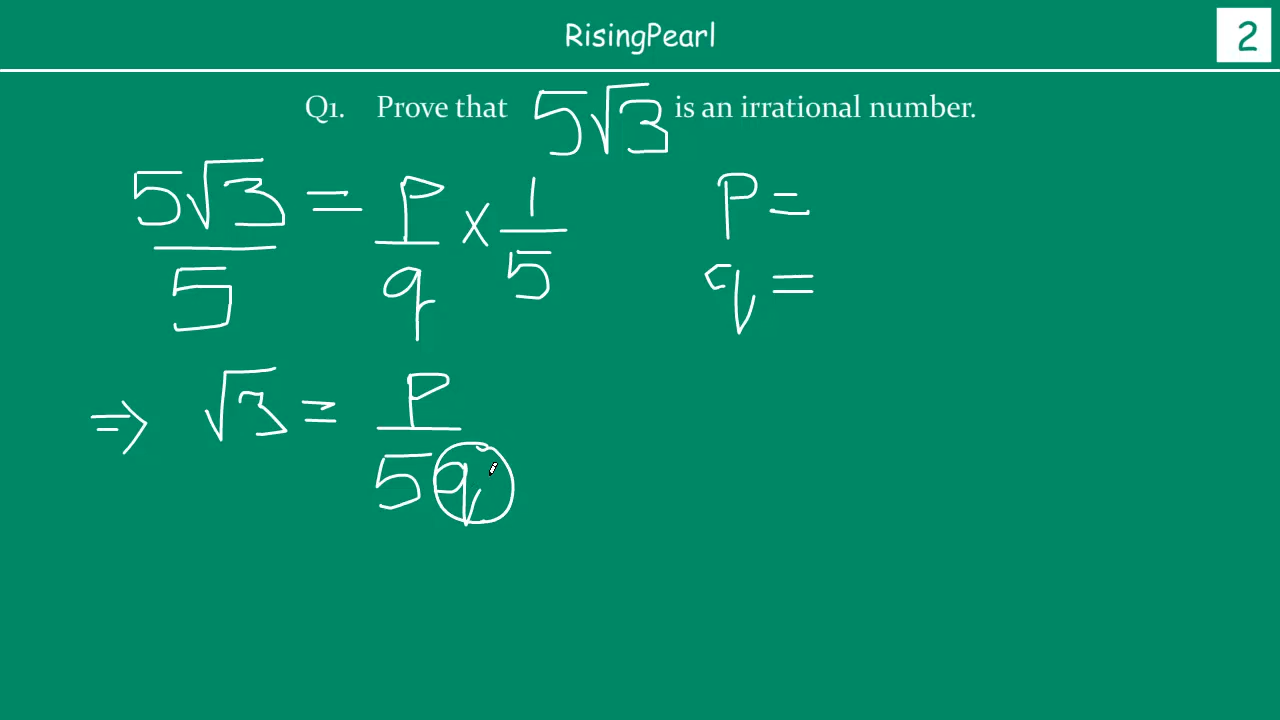 RisingPearl
2
Q1. Prove that 5√3 is an irrational number.
5√3/5 = P/q × 1/5
P =
q =
⇒ √3 = P/5q